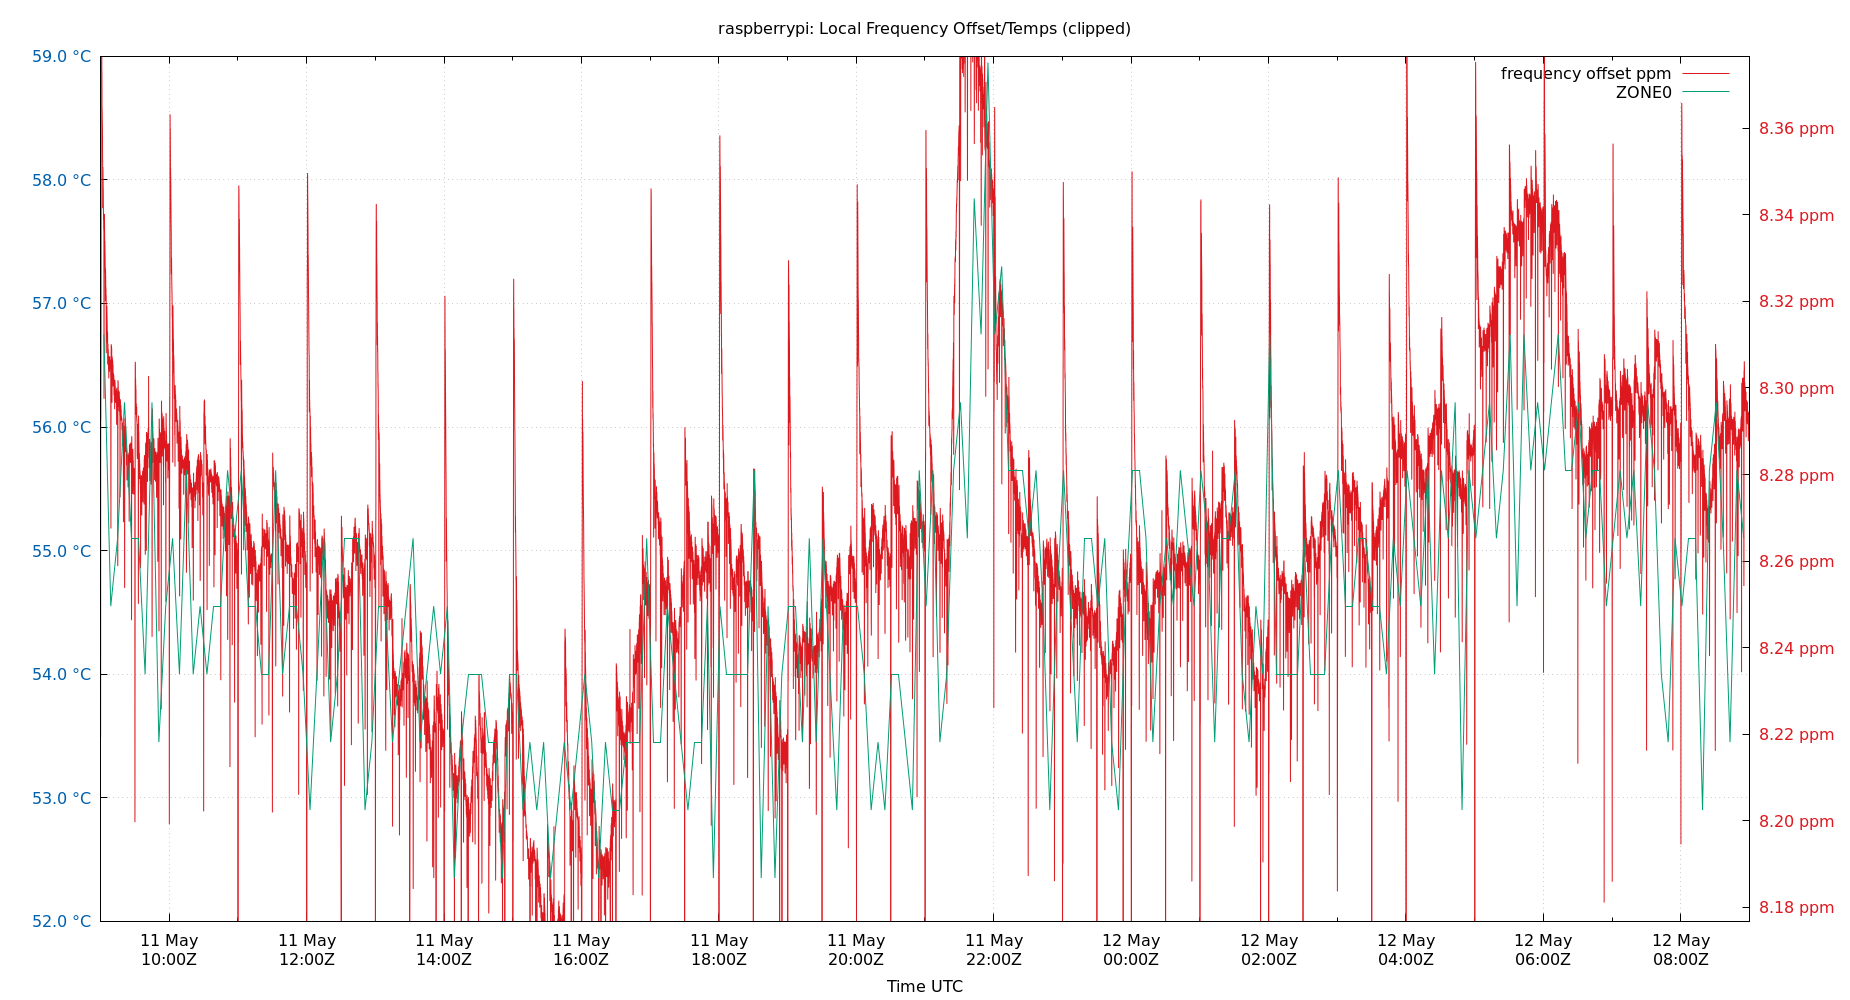 raspberrypi: Local Frequency Offset/Temps (clipped)
59.0 °C
58.0 °C
57.0 °C
56.0 °C
55.0 °C
54.0 °C
53.0 °C
52.0 °C
frequency offset ppm
ZONE0
8.36 ppm
8.34 ppm
8.32 ppm
8.30 ppm
8.28 ppm
8.26 ppm
8.24 ppm
8.22 ppm
8.20 ppm
8.18 ppm
11 May 11 May 11 May 11 May 11 May 11 May 11 May 12 May 12 May 12 May 12 May 12 May
10:00Z 12:00Z 14:00Z 16:00Z 18:00Z 20:00Z 22:00Z 00:00Z 02:00Z 04:00Z 06:00Z 08:00Z
Time UTC